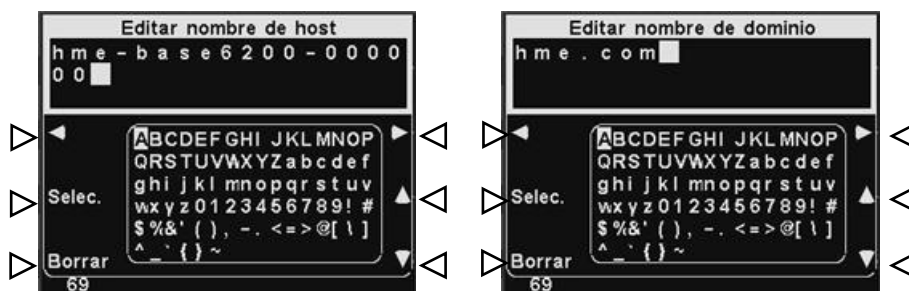 Editar nombre de host
hme-base6200-0000
00
ABCDEFGHIJKLMNOP
QRSTUVWXYZabcdef
ghijklmnopqrstuv
wxyz0123456789!#
$%&'(),-.<=>@[\]
^_`{}~
Selec.
Borrar
69
Editar nombre de dominio
hme.com
ABCDEFGHIJKLMNOP
QRSTUVWXYZabcdef
ghijklmnopqrstuv
wxyz0123456789!#
$%&'(),-.<=>@[\]
^_`{}~
Selec.
Borrar
69